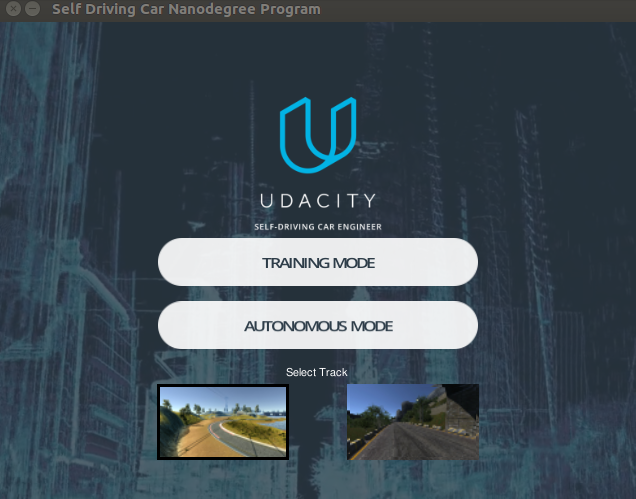 Self Driving Car Nanodegree Program
UDACITY
SELF-DRIVING CAR ENGINEER
TRAINING MODE
AUTONOMOUS MODE
Select Track